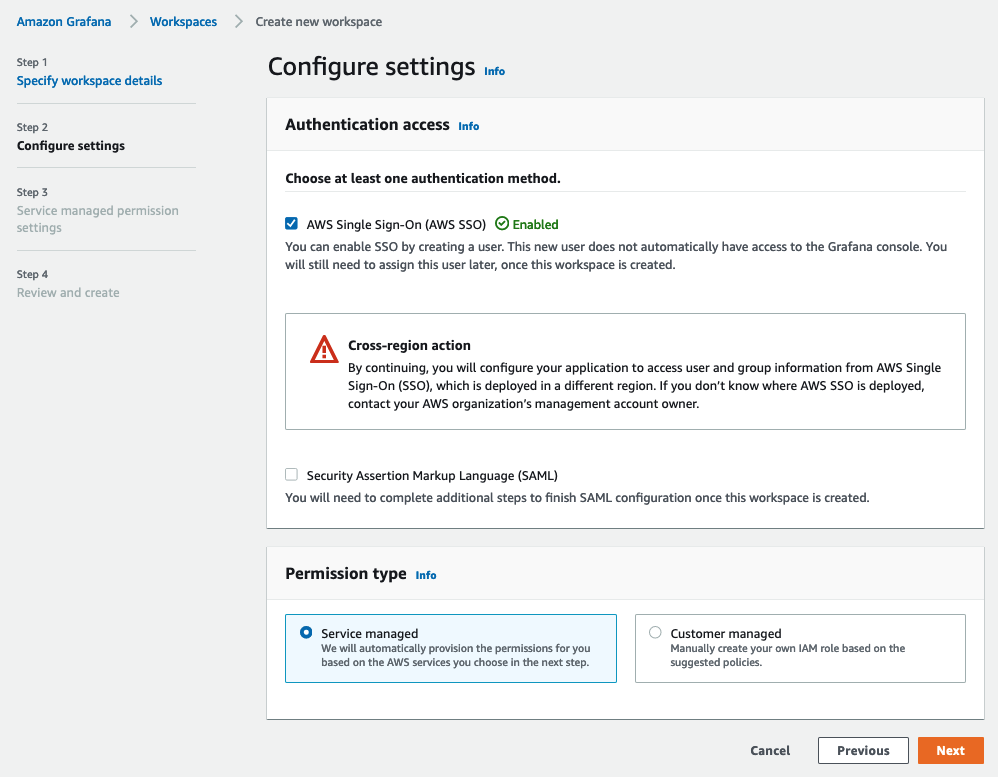 Amazon Grafana > Workspaces > Create new workspace
Step 1
Specify workspace details
Step 2
Configure settings
Step 3
Service managed permission
settings
Step 4
Review and create
Configure settings Info
Authentication access Info
Choose at least one authentication method.
AWS Single Sign-On (AWS SSO) Enabled
You can enable SSO by creating a user. This new user does not automatically have access to the Grafana console. You
will still need to assign this user later, once this workspace is created.
Cross-region action
By continuing, you will configure your application to access user and group information from AWS Single
Sign-On (SSO), which is deployed in a different region. If you don’t know where AWS SSO is deployed,
contact your AWS organization’s management account owner.
Security Assertion Markup Language (SAML)
You will need to complete additional steps to finish SAML configuration once this workspace is created.
Permission type Info
Service managed
We will automatically provision the permissions for you
based on the AWS services you choose in the next step.
Customer managed
Manually create your own IAM role based on the
suggested policies.
Cancel Previous Next